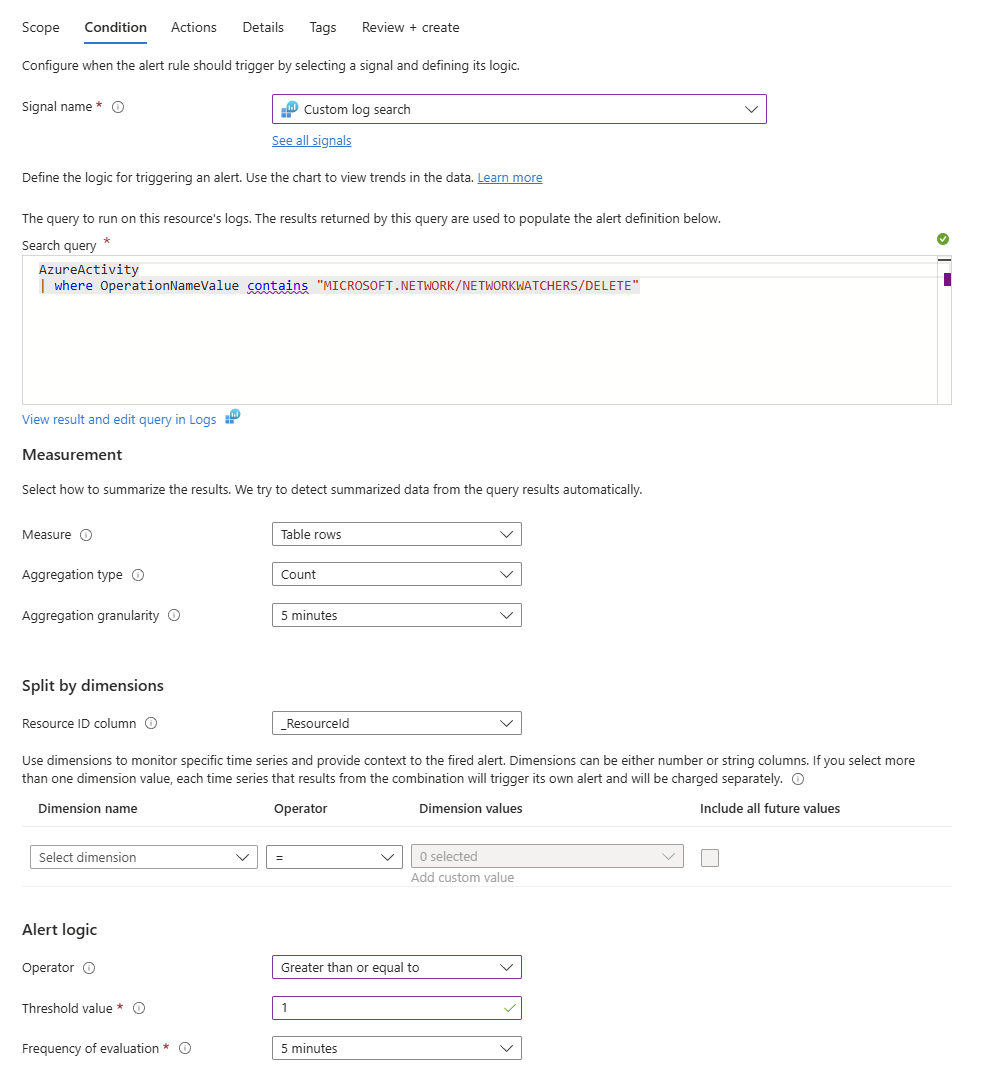 Scope Condition Actions Details Tags Review + create
Configure when the alert rule should trigger by selecting a signal and defining its logic.
Signal name * Custom log search
See all signals
Define the logic for triggering an alert. Use the chart to view trends in the data. Learn more
The query to run on this resource's logs. The results returned by this query are used to populate the alert definition below.
Search query *
AzureActivity
| where OperationNameValue contains "MICROSOFT.NETWORK/NETWORKWATCHERS/DELETE"
View result and edit query in Logs
Measurement
Select how to summarize the results. We try to detect summarized data from the query results automatically.
Measure Table rows
Aggregation type Count
Aggregation granularity 5 minutes
Split by dimensions
Resource ID column _ResourceId
Use dimensions to monitor specific time series and provide context to the fired alert. Dimensions can be either number or string columns. If you select more
than one dimension value, each time series that results from the combination will trigger its own alert and will be charged separately.
Dimension name Operator Dimension values Include all future values
Select dimension = 0 selected
Add custom value
Alert logic
Operator Greater than or equal to
Threshold value * 1
Frequency of evaluation * 5 minutes